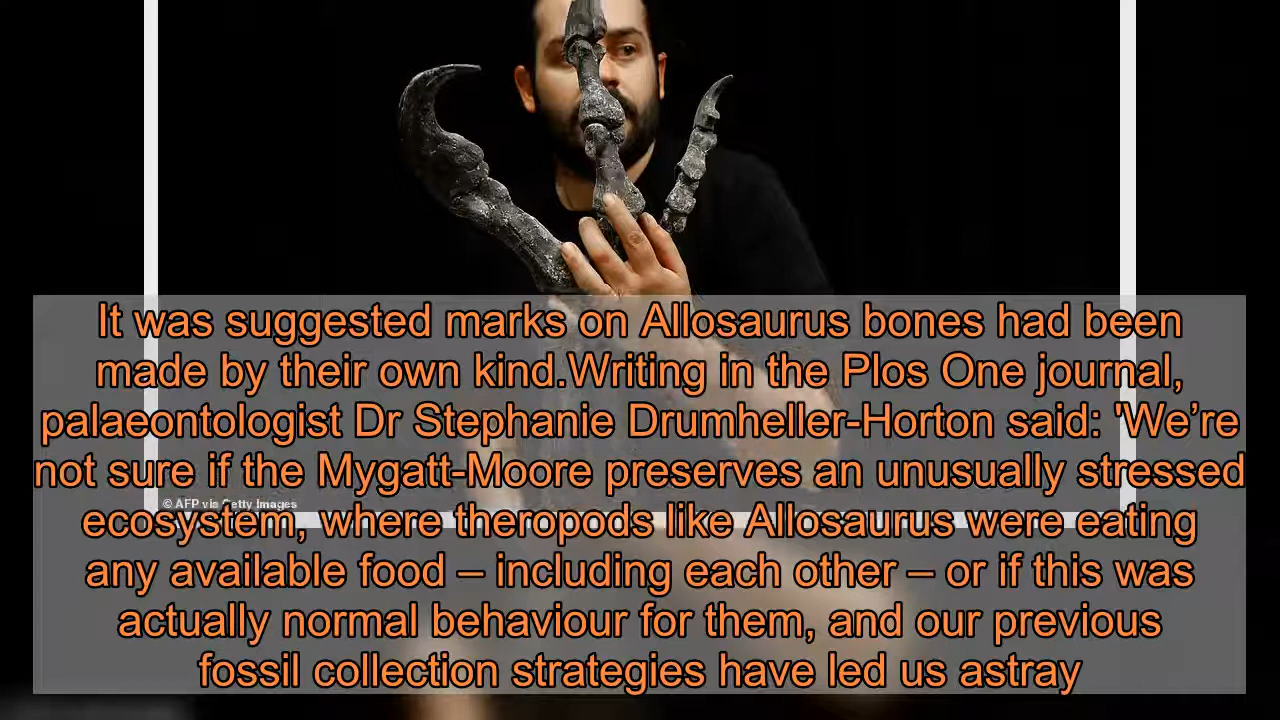 It was suggested marks on Allosaurus bones had been
made by their own kind.Writing in the Plos One journal,
palaeontologist Dr Stephanie Drumheller-Horton said: 'We’re
not sure if the Mygatt-Moore preserves an unusually stressed
© AFP via Getty Images
ecosystem, where theropods like Allosaurus were eating
any available food – including each other – or if this was
actually normal behaviour for them, and our previous
fossil collection strategies have led us astray